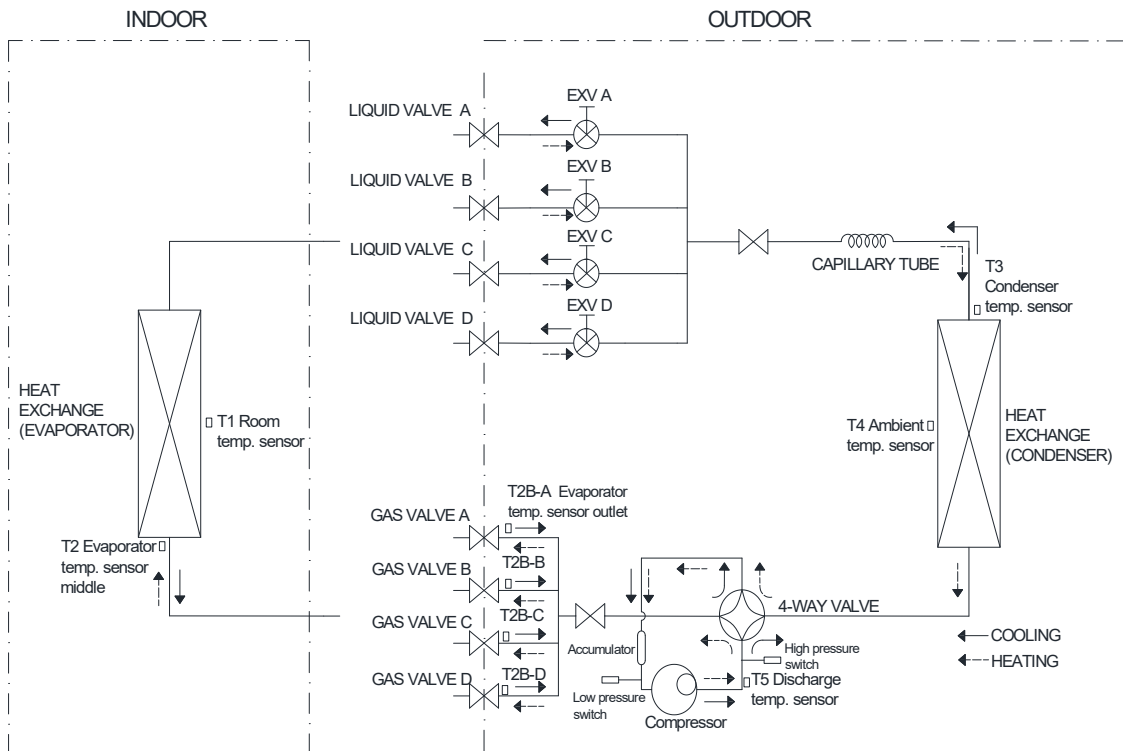 INDOOR
OUTDOOR
LIQUID VALVE A
EXV A
LIQUID VALVE B
EXV B
LIQUID VALVE C
EXV C
LIQUID VALVE D
EXV D
CAPILLARY TUBE
T3
Condenser
temp. sensor
HEAT
EXCHANGE
(EVAPORATOR)
T1 Room
temp. sensor
T4 Ambient
temp. sensor
HEAT
EXCHANGE
(CONDENSER)
T2 Evaporator
temp. sensor
middle
GAS VALVE A
T2B-A Evaporator
temp. sensor outlet
GAS VALVE B
T2B-B
GAS VALVE C
T2B-C
GAS VALVE D
T2B-D
4-WAY VALVE
Accumulator
High pressure
switch
Low pressure
switch
Compressor
T5 Discharge
temp. sensor
COOLING
HEATING